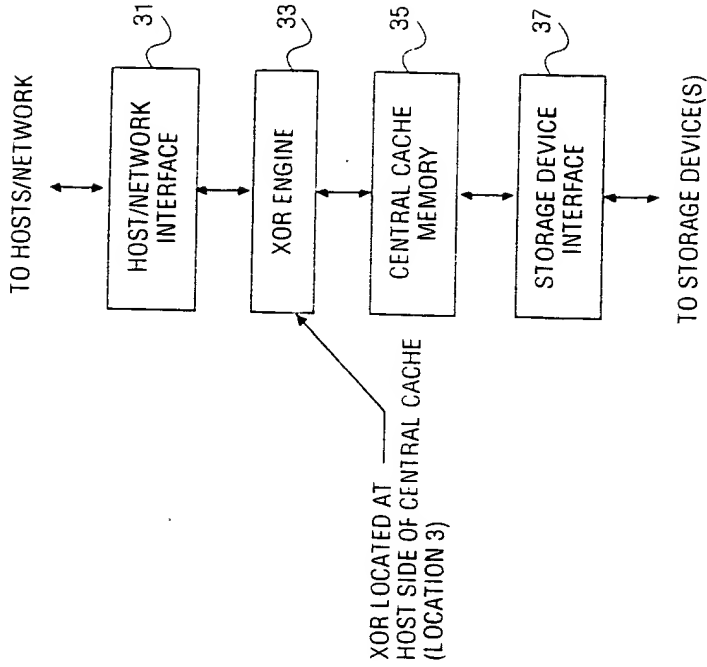 TO HOSTS/NETWORK
HOST/NETWORK
INTERFACE
31
XOR ENGINE
33
CENTRAL CACHE
MEMORY
35
STORAGE DEVICE
INTERFACE
37
TO STORAGE DEVICE(S)
XOR LOCATED AT
HOST SIDE OF CENTRAL CACHE
(LOCATION 3)